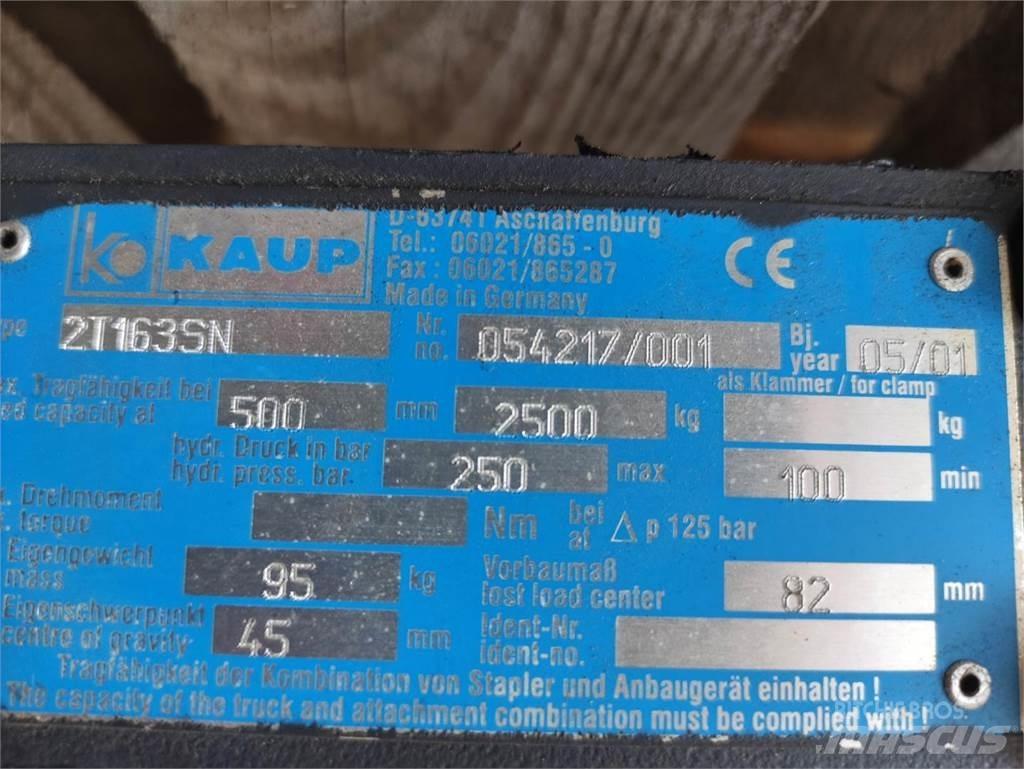 ko KAUP
D-63741 Aschaffenburg
Tel.: 06021/865 - 0
Fax : 06021/865287
Made in Germany
CE
2T163SN Nr. no. 054217/001 Bj. year 05/01
als Klammer / for clamp
Tragfähigkeit bei capacity at 500 mm 2500 kg kg
hydr. Druck in bar
hydr. press. bar. 250 max 100 min
Drehmoment torque Nm bei at Δ p 125 bar
Eigengewicht mass 95 kg Vorbaumaß lost load center 82 mm
Eigenschwerpunkt centre of gravity 45 mm Ident-Nr. ident-no.
Tragfähigkeit der Kombination von Stapler und Anbaugerät einhalten !
The capacity of the truck and attachment combination must be complied with !
RITCHIE BROS.
MASCUS